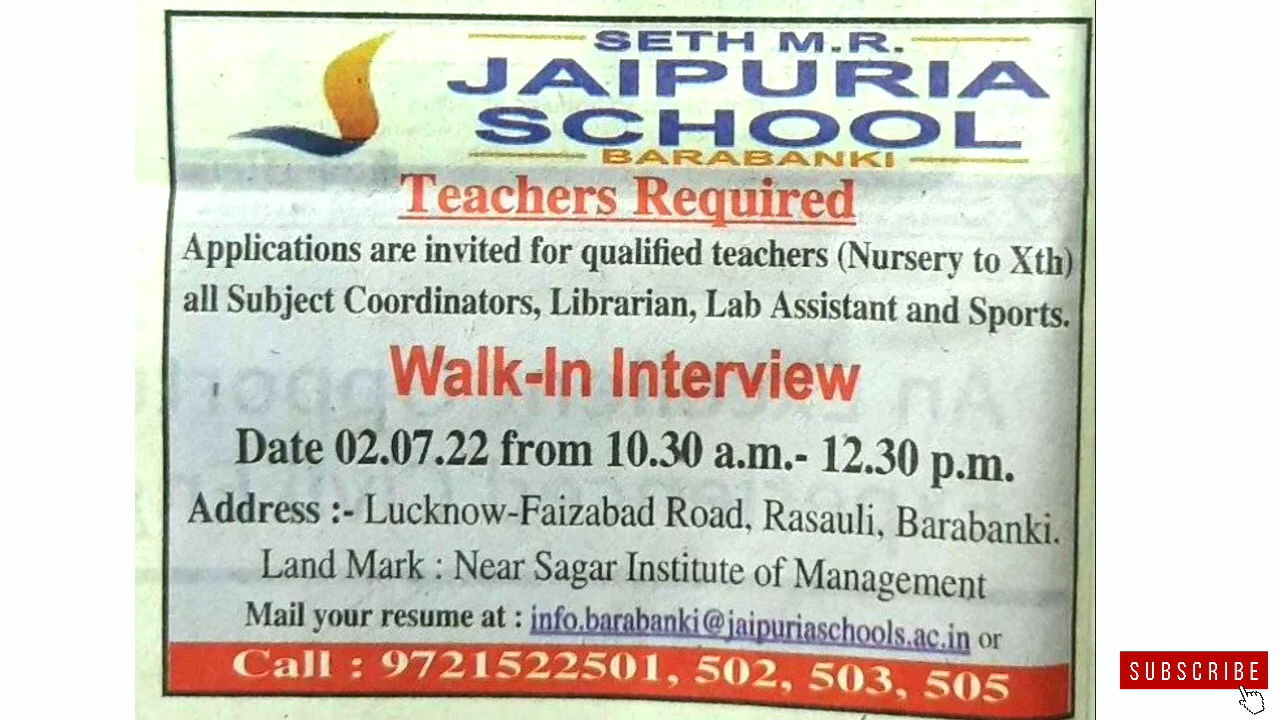 SETH M.R.
JAIPURIA
SCHOOL
BARABANKI
Teachers Required
Applications are invited for qualified teachers (Nursery to Xth)
all Subject Coordinators, Librarian, Lab Assistant and Sports.
Walk-In Interview
Date 02.07.22 from 10.30 a.m.- 12.30 p.m.
Address :- Lucknow-Faizabad Road, Rasauli, Barabanki.
Land Mark : Near Sagar Institute of Management
Mail your resume at : info.barabanki@jaipuriaschools.ac.in or
Call : 9721522501, 502, 503, 505
SUBSCRIBE